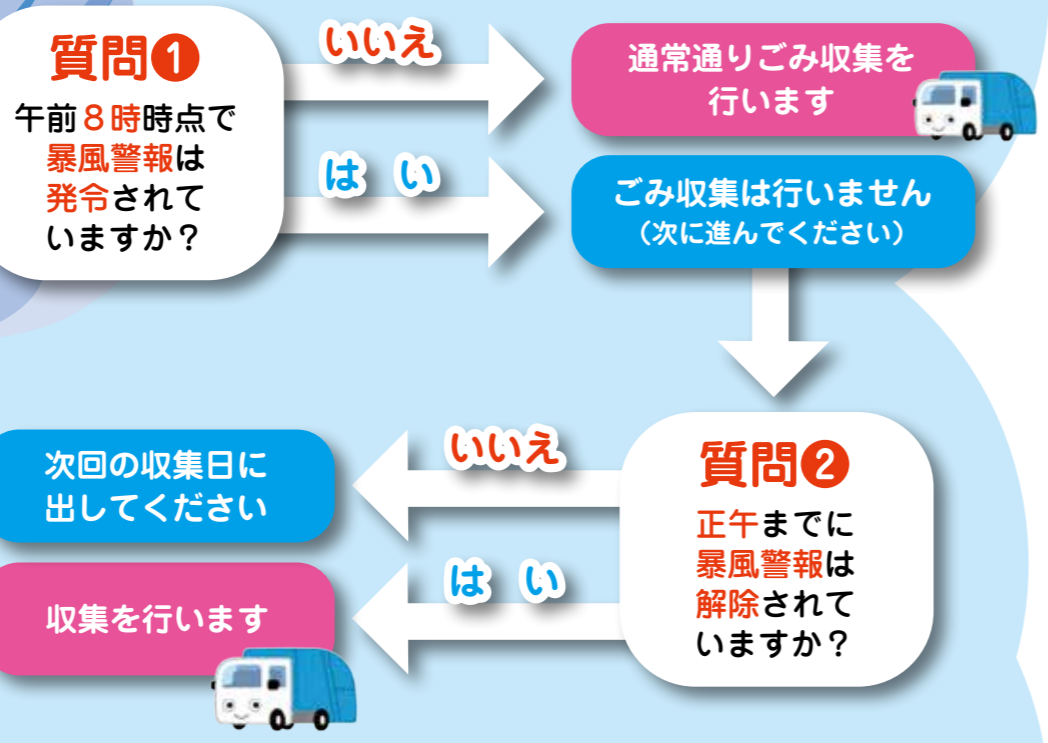 質問❶
午前８時時点で
暴風警報は
発令されて
いますか？
いいえ
通常通りごみ収集を
行います
はい
ごみ収集は行いません
（次に進んでください）
質問❷
正午までに
暴風警報は
解除されて
いますか？
いいえ
次回の収集日に
出してください
はい
収集を行います